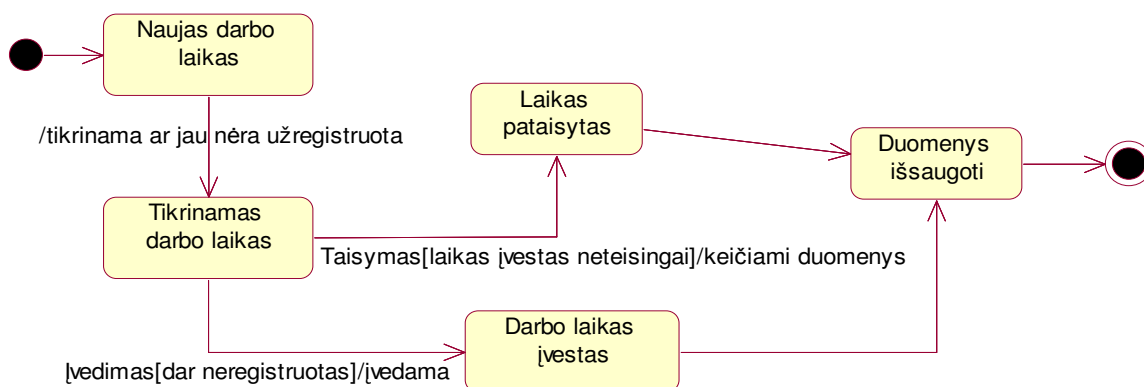 Naujas darbo
laikas
/tikrinama ar jau nėra užregistruota
Laikas
pataisytas
Duomenys
išsaugoti
Tikrinamas
darbo laikas
Taisymas[laikas įvestas neteisingai]/keičiami duomenys
Darbo laikas
įvestas
Įvedimas[dar neregistruotas]/įvedama